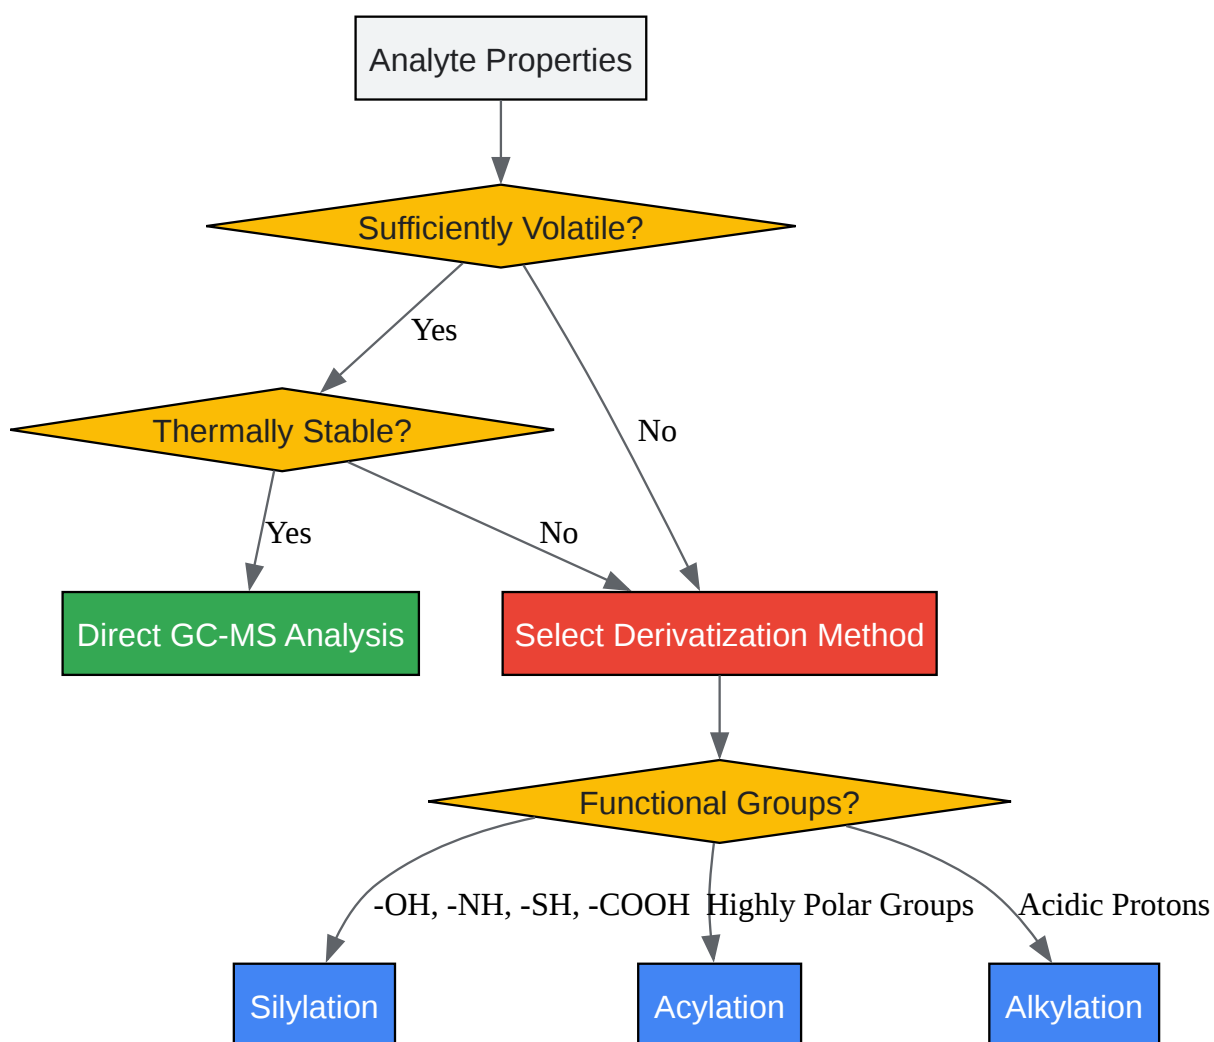 Analyte Properties
Sufficiently Volatile?
Yes
Thermally Stable?
No
Yes
No
Direct GC-MS Analysis
Select Derivatization Method
Functional Groups?
-OH, -NH, -SH, -COOH
Highly Polar Groups
Acidic Protons
Silylation
Acylation
Alkylation